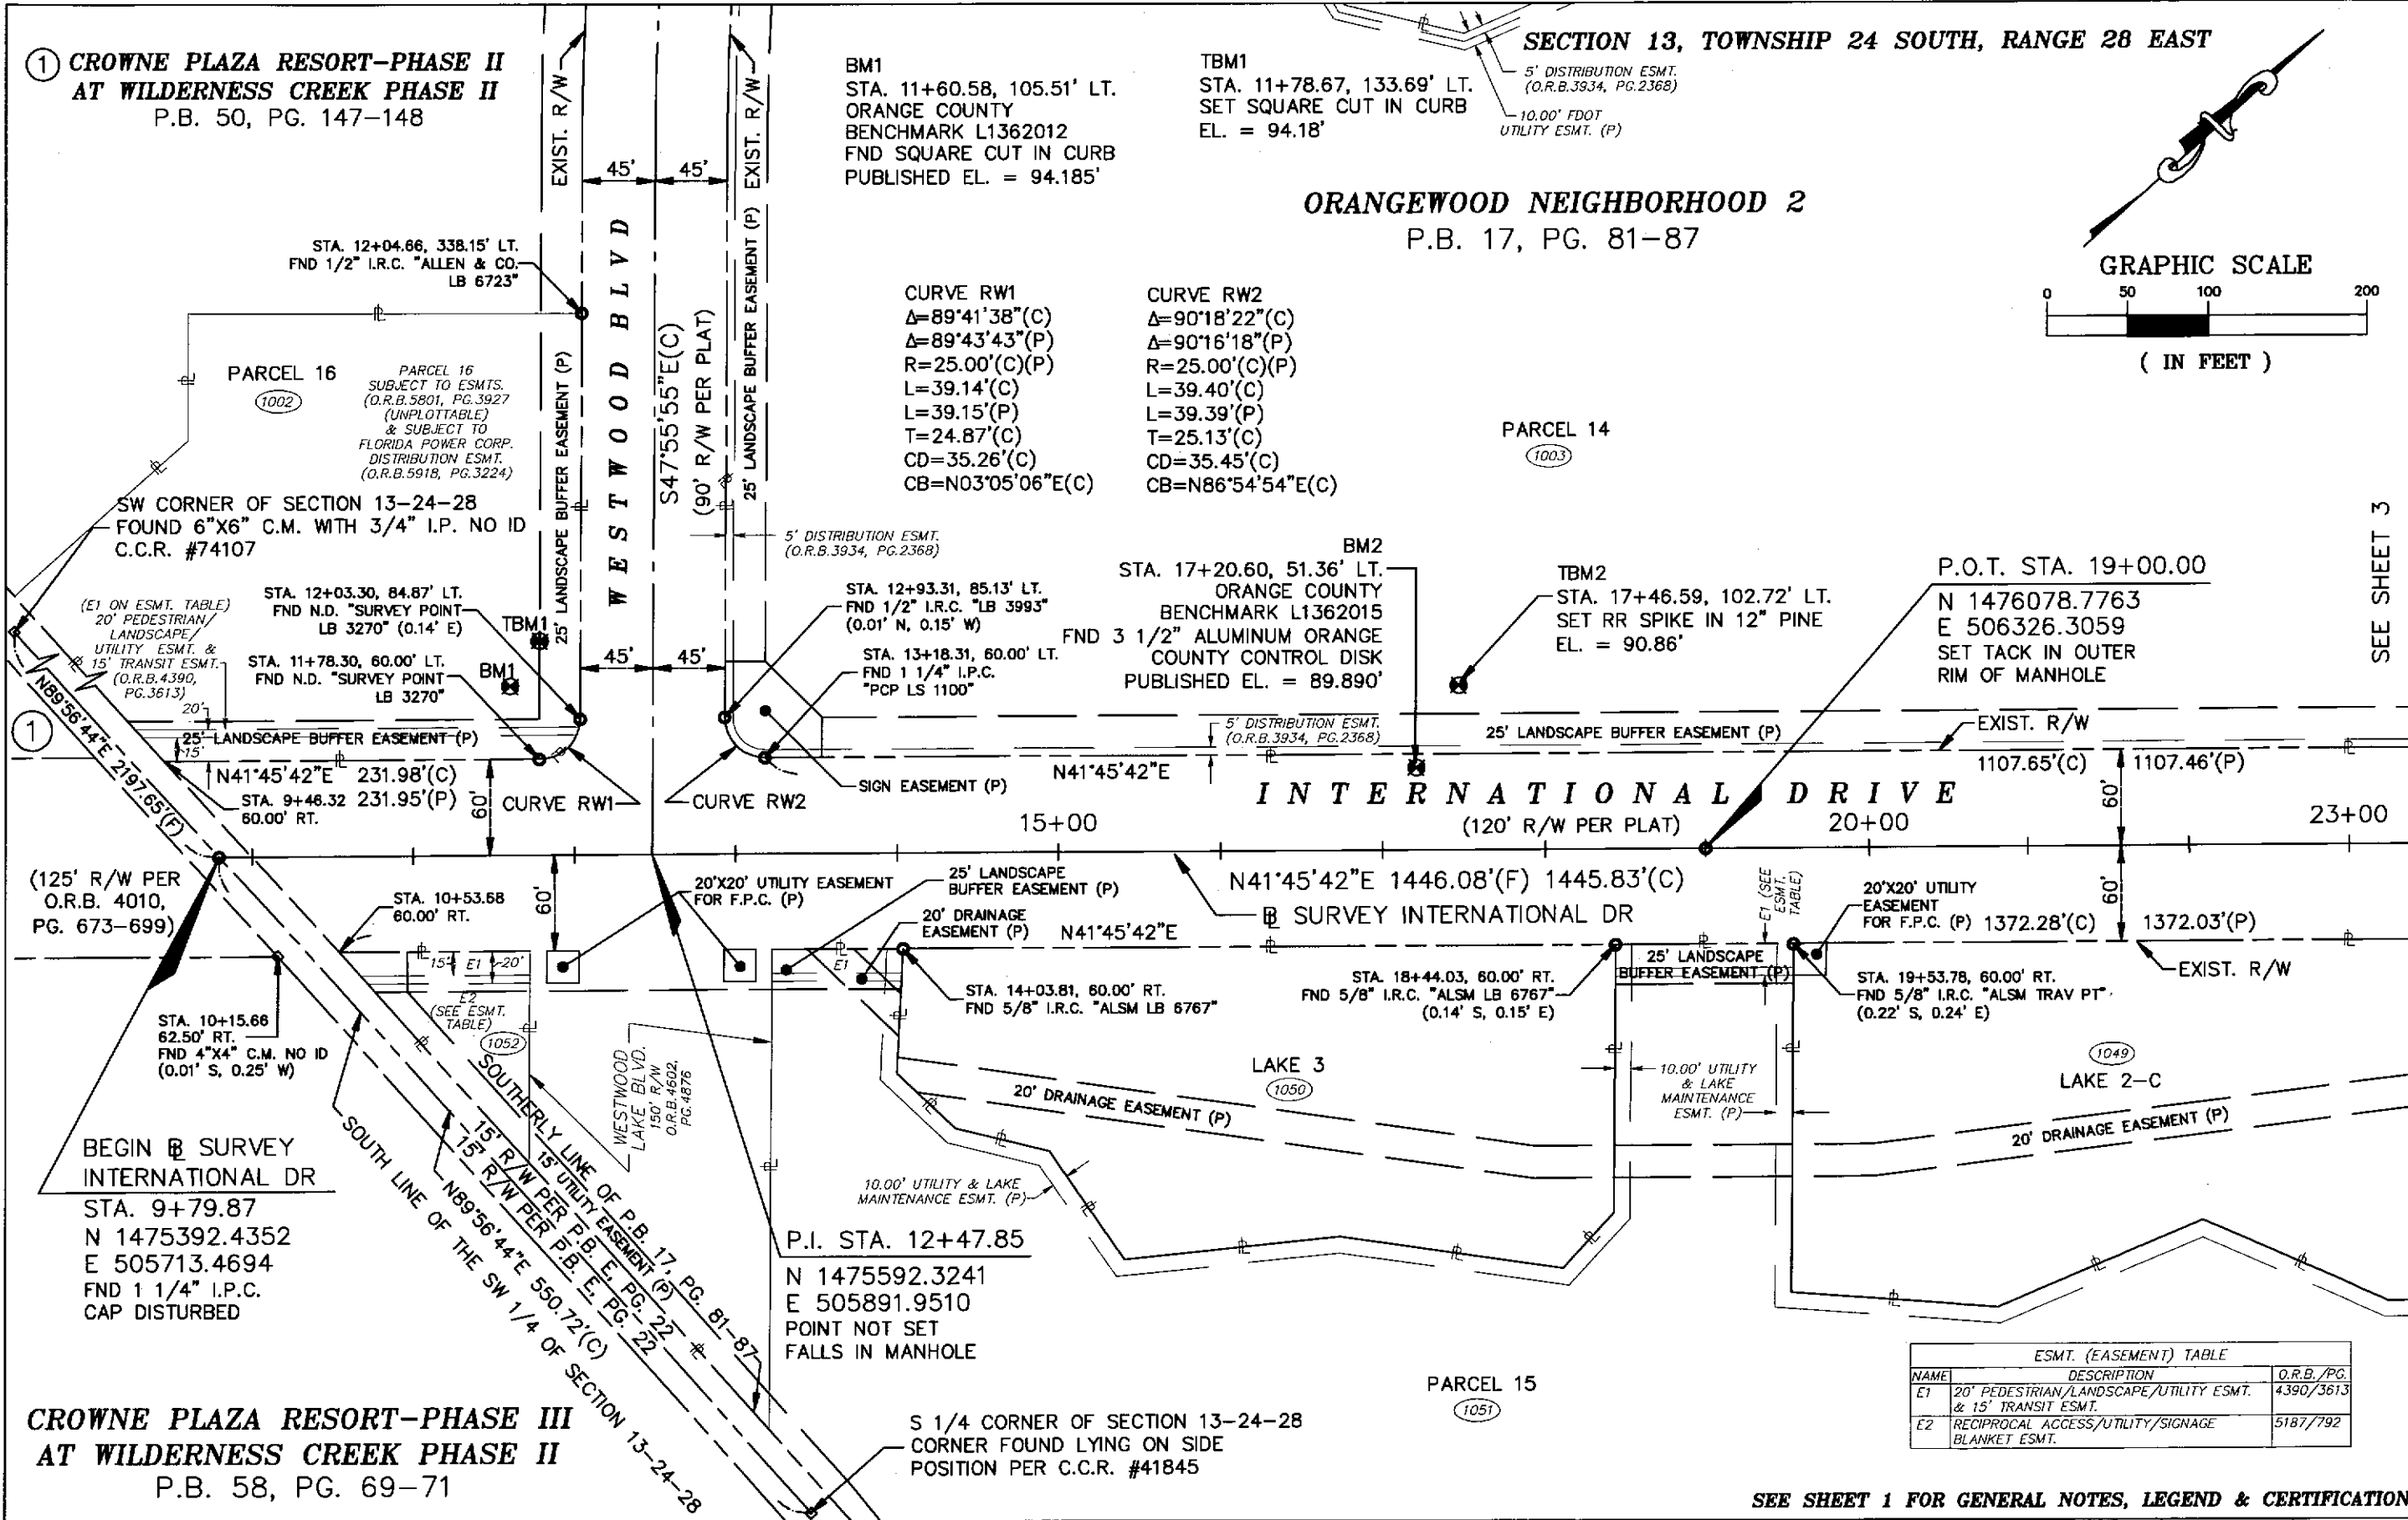 ① CROWNE PLAZA RESORT-PHASE II
AT WILDERNESS CREEK PHASE II
P.B. 50, PG. 147-148
EXIST. R/W
EXIST. R/W
45' 45'
BM1
STA. 11+60.58, 105.51' LT.
ORANGE COUNTY
BENCHMARK L1362012
FND SQUARE CUT IN CURB
PUBLISHED EL. = 94.185'
TBM1
STA. 11+78.67, 133.69' LT.
SET SQUARE CUT IN CURB
EL. = 94.18'
SECTION 13, TOWNSHIP 24 SOUTH, RANGE 28 EAST
5' DISTRIBUTION ESMT.
(O.R.B.3934, PG.2368)
10.00' FDOT
UTILITY ESMT. (P)
ORANGEWOOD NEIGHBORHOOD 2
P.B. 17, PG. 81-87
GRAPHIC SCALE
0 50 100 200
( IN FEET )
STA. 12+04.66, 338.15' LT.
FND 1/2" I.R.C. "ALLEN & CO.
LB 6723"
WESTWOOD BLVD
S47°55'55"E(C)
(90' R/W PER PLAT)
25' LANDSCAPE BUFFER EASEMENT (P)
25' LANDSCAPE BUFFER EASEMENT (P)
CURVE RW1
Δ=89°41'38"(C)
Δ=89°43'43"(P)
R=25.00'(C)(P)
L=39.14'(C)
L=39.15'(P)
T=24.87'(C)
CD=35.26'(C)
CB=N03°05'06"E(C)
CURVE RW2
Δ=90°18'22"(C)
Δ=90°16'18"(P)
R=25.00'(C)(P)
L=39.40'(C)
L=39.39'(P)
T=25.13'(C)
CD=35.45'(C)
CB=N86°54'54"E(C)
PARCEL 14
1003
PARCEL 16
1002
PARCEL 16
SUBJECT TO ESMTS.
(O.R.B.5801, PG.3927
(UNPLOTTABLE)
& SUBJECT TO
FLORIDA POWER CORP.
DISTRIBUTION ESMT.
(O.R.B.5918, PG.3224)
SW CORNER OF SECTION 13-24-28
FOUND 6"X6" C.M. WITH 3/4" I.P. NO ID
C.C.R. #74107
5' DISTRIBUTION ESMT.
(O.R.B.3934, PG.2368)
(E1 ON ESMT. TABLE)
20' PEDESTRIAN/
LANDSCAPE/
UTILITY ESMT. &
15' TRANSIT ESMT.
(O.R.B.4390,
PG.3613)
STA. 12+03.30, 84.87' LT.
FND N.D. "SURVEY POINT
LB 3270" (0.14' E)
TBM1
STA. 11+78.30, 60.00' LT.
FND N.D. "SURVEY POINT
LB 3270"
BM1
45' 45'
STA. 12+93.31, 85.13' LT.
FND 1/2" I.R.C. "LB 3993"
(0.01' N, 0.15' W)
STA. 13+18.31, 60.00' LT.
FND 1 1/4" I.P.C.
"PCP LS 1100"
BM2
STA. 17+20.60, 51.36' LT.
ORANGE COUNTY
BENCHMARK L1362015
FND 3 1/2" ALUMINUM ORANGE
COUNTY CONTROL DISK
PUBLISHED EL. = 89.890'
TBM2
STA. 17+46.59, 102.72' LT.
SET RR SPIKE IN 12" PINE
EL. = 90.86'
P.O.T. STA. 19+00.00
N 1476078.7763
E 506326.3059
SET TACK IN OUTER
RIM OF MANHOLE
SEE SHEET 3
N89°56'44"E 2197.65'(F)
①
20'
25' LANDSCAPE BUFFER EASEMENT (P)
15'
N41°45'42"E 231.98'(C)
231.95'(P)
STA. 9+46.32
60.00' RT.
60'
CURVE RW1
CURVE RW2
SIGN EASEMENT (P)
N41°45'42"E
5' DISTRIBUTION ESMT.
(O.R.B.3934, PG.2368)
25' LANDSCAPE BUFFER EASEMENT (P)
EXIST. R/W
1107.65'(C) 1107.46'(P)
INTERNATIONAL DRIVE
(120' R/W PER PLAT)
60'
15+00
20+00
23+00
(125' R/W PER
O.R.B. 4010,
PG. 673-699)
STA. 10+53.68
60.00' RT.
60'
20'X20' UTILITY EASEMENT
FOR F.P.C. (P)
25' LANDSCAPE
BUFFER EASEMENT (P)
20' DRAINAGE
EASEMENT (P)
N41°45'42"E 1446.08'(F) 1445.83'(C)
B SURVEY INTERNATIONAL DR
N41°45'42"E
E1 (SEE
ESMT.
TABLE)
20'X20' UTILITY
EASEMENT
FOR F.P.C. (P)
60'
1372.28'(C) 1372.03'(P)
EXIST. R/W
15' E1 20'
E1
E2
(SEE ESMT.
TABLE)
1052
STA. 10+15.66
62.50' RT.
FND 4"X4" C.M. NO ID
(0.01' S, 0.25' W)
STA. 14+03.81, 60.00' RT.
FND 5/8" I.R.C. "ALSM LB 6767"
STA. 18+44.03, 60.00' RT.
FND 5/8" I.R.C. "ALSM LB 6767"
(0.14' S, 0.15' E)
25' LANDSCAPE
BUFFER EASEMENT (P)
STA. 19+53.78, 60.00' RT.
FND 5/8" I.R.C. "ALSM TRAV PT"
(0.22' S, 0.24' E)
WESTWOOD
LAKE BLVD.
150' R/W
O.R.B.4602,
PG.4876
LAKE 3
1050
20' DRAINAGE EASEMENT (P)
10.00' UTILITY
& LAKE
MAINTENANCE
ESMT. (P)
1049
LAKE 2-C
20' DRAINAGE EASEMENT (P)
10.00' UTILITY & LAKE
MAINTENANCE ESMT. (P)
BEGIN B SURVEY
INTERNATIONAL DR
STA. 9+79.87
N 1475392.4352
E 505713.4694
FND 1 1/4" I.P.C.
CAP DISTURBED
SOUTHERLY LINE OF P.B. 17, PG. 81-87
15' UTILITY EASEMENT (P)
15' R/W PER P.B. E, PG. 22
15' R/W PER P.B. E, PG. 22
N89°56'44"E 550.72'(C)
SOUTH LINE OF THE SW 1/4 OF SECTION 13-24-28
P.I. STA. 12+47.85
N 1475592.3241
E 505891.9510
POINT NOT SET
FALLS IN MANHOLE
PARCEL 15
1051
S 1/4 CORNER OF SECTION 13-24-28
CORNER FOUND LYING ON SIDE
POSITION PER C.C.R. #41845
CROWNE PLAZA RESORT-PHASE III
AT WILDERNESS CREEK PHASE II
P.B. 58, PG. 69-71
ESMT. (EASEMENT) TABLE
NAME DESCRIPTION O.R.B./PG.
E1 20' PEDESTRIAN/LANDSCAPE/UTILITY ESMT. 4390/3613
& 15' TRANSIT ESMT.
E2 RECIPROCAL ACCESS/UTILITY/SIGNAGE 5187/792
BLANKET ESMT.
SEE SHEET 1 FOR GENERAL NOTES, LEGEND & CERTIFICATION